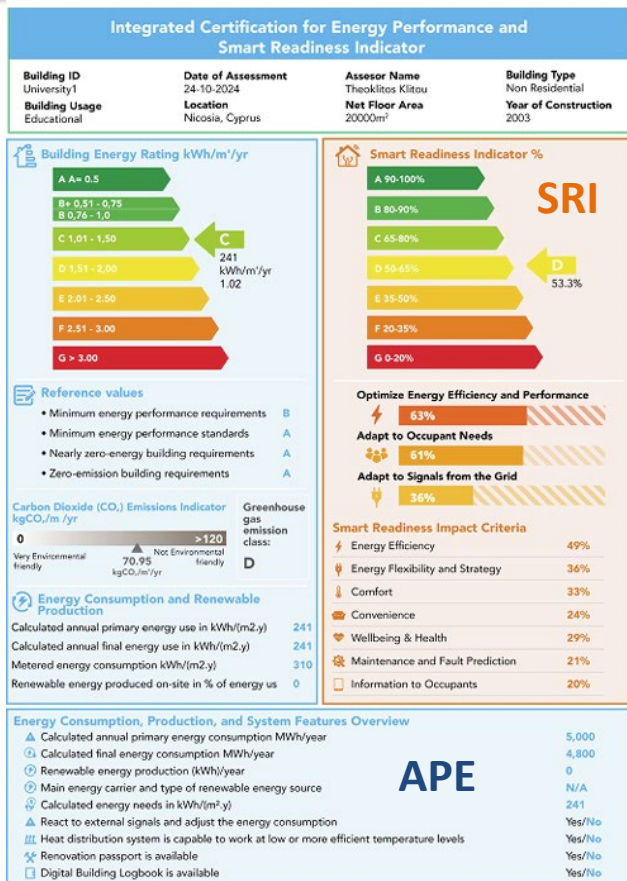 Integrated Certification for Energy Performance and
Smart Readiness Indicator
Building ID
University1
Date of Assessment
24-10-2024
Assesor Name
Theoklitos Klitou
Building Type
Non Residential
Building Usage
Educational
Location
Nicosia, Cyprus
Net Floor Area
20000m²
Year of Construction
2003
Building Energy Rating kWh/m²/yr
A A= 0.5
B+ 0,51 - 0,75
B 0,76 - 1,0
C 1,01 - 1,50
D 1,51 - 2,00
E 2.01 - 2.50
F 2.51 - 3.00
G > 3.00
C
241
kWh/m²/yr
1.02
Reference values
• Minimum energy performance requirements B
• Minimum energy performance standards A
• Nearly zero-energy building requirements A
• Zero-emission building requirements A
Carbon Dioxide (CO₂) Emissions Indicator
kgCO₂/m /yr
0 >120
Very Environmental
friendly
Not Environmental
friendly
70.95
kgCO₂/m²/yr
Greenhouse
gas
emission
class:
D
Energy Consumption and Renewable
Production
Calculated annual primary energy use in kWh/(m2.y) 241
Calculated annual final energy use in kWh/(m2.y) 241
Metered energy consumption kWh/(m2.y) 310
Renewable energy produced on-site in % of energy us 0
Smart Readiness Indicator %
SRI
A 90-100%
B 80-90%
C 65-80%
D 50-65%
E 35-50%
F 20-35%
G 0-20%
D
53.3%
Optimize Energy Efficiency and Performance
63%
Adapt to Occupant Needs
61%
Adapt to Signals from the Grid
36%
Smart Readiness Impact Criteria
Energy Efficiency 49%
Energy Flexibility and Strategy 36%
Comfort 33%
Convenience 24%
Wellbeing & Health 29%
Maintenance and Fault Prediction 21%
Information to Occupants 20%
Energy Consumption, Production, and System Features Overview
APE
Calculated annual primary energy consumption MWh/year 5,000
Calculated final energy consumption MWh/year 4,800
Renewable energy production (kWh)/year 0
Main energy carrier and type of renewable energy source N/A
Calculated energy needs in kWh/(m².y) 241
React to external signals and adjust the energy consumption Yes/No
Heat distribution system is capable to work at low or more efficient temperature levels Yes/No
Renovation passport is available Yes/No
Digital Building Logbook is available Yes/No